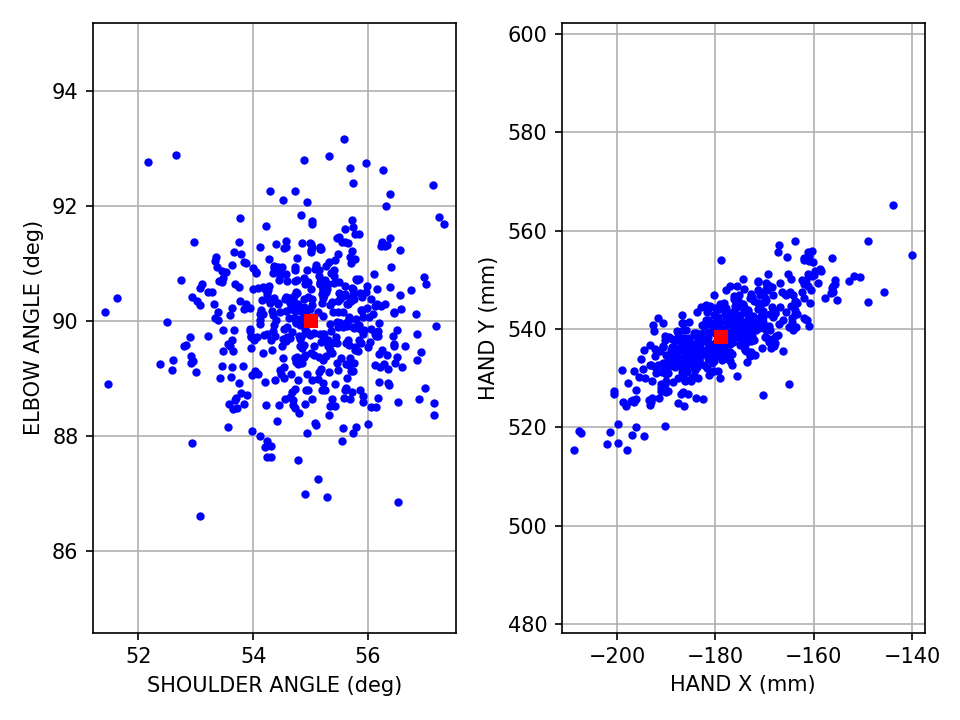 94
92
90
88
86
ELBOW ANGLE (deg)
52 54 56
SHOULDER ANGLE (deg)
600
580
560
540
520
500
480
HAND Y (mm)
−200 −180 −160 −140
HAND X (mm)